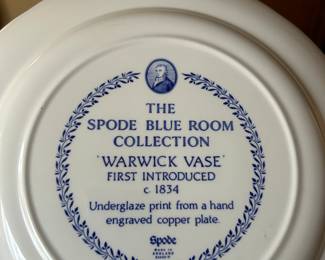 THE
SPODE BLUE ROOM
COLLECTION
'WARWICK VASE'
FIRST INTRODUCED
c. 1834
Underglaze print from a hand
engraved copper plate.
Spode
MADE IN
ENGLAND